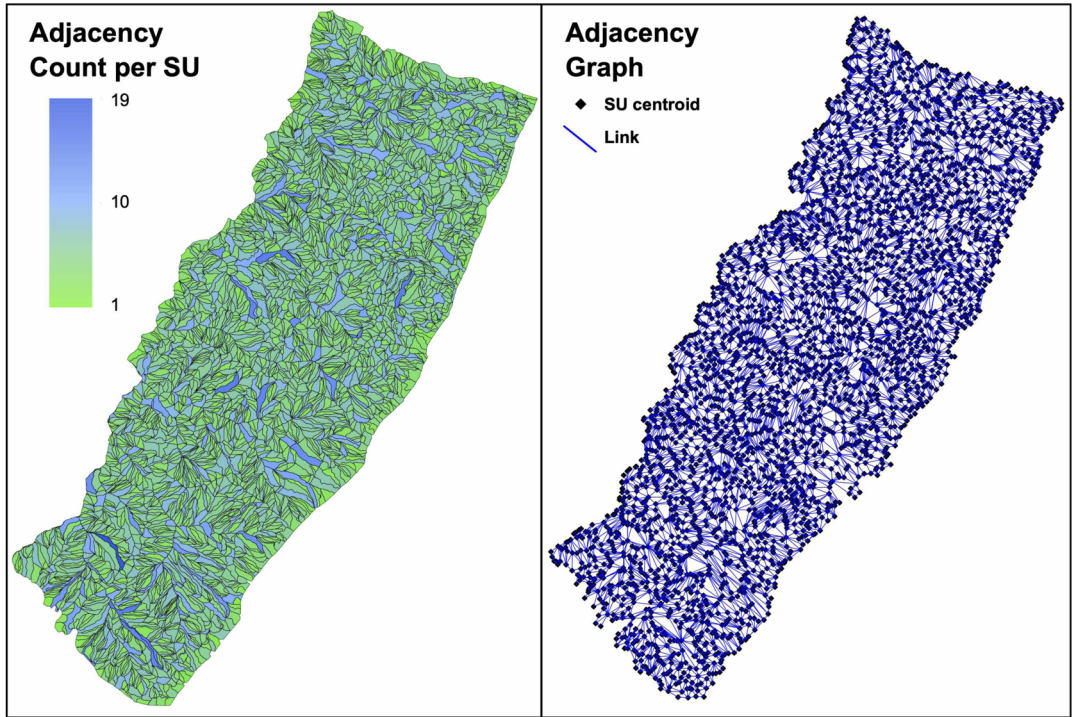 Adjacency
Count per SU
19
10
1
Adjacency
Graph
SU centroid
Link